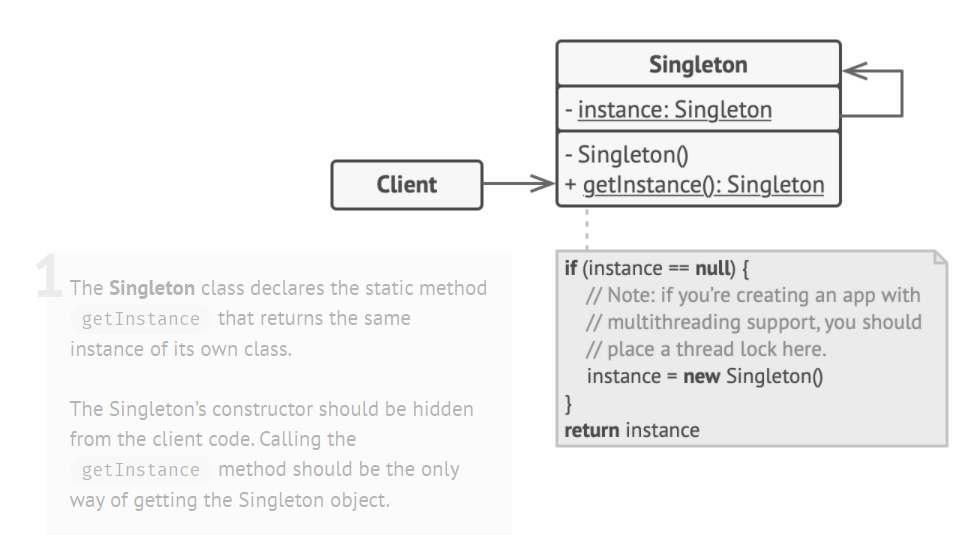 Singleton
- instance: Singleton
- Singleton()
+ getInstance(): Singleton
Client
1
The Singleton class declares the static method
getInstance that returns the same
instance of its own class.
The Singleton’s constructor should be hidden
from the client code. Calling the
getInstance method should be the only
way of getting the Singleton object.
if (instance == null) {
// Note: if you’re creating an app with
// multithreading support, you should
// place a thread lock here.
instance = new Singleton()
}
return instance